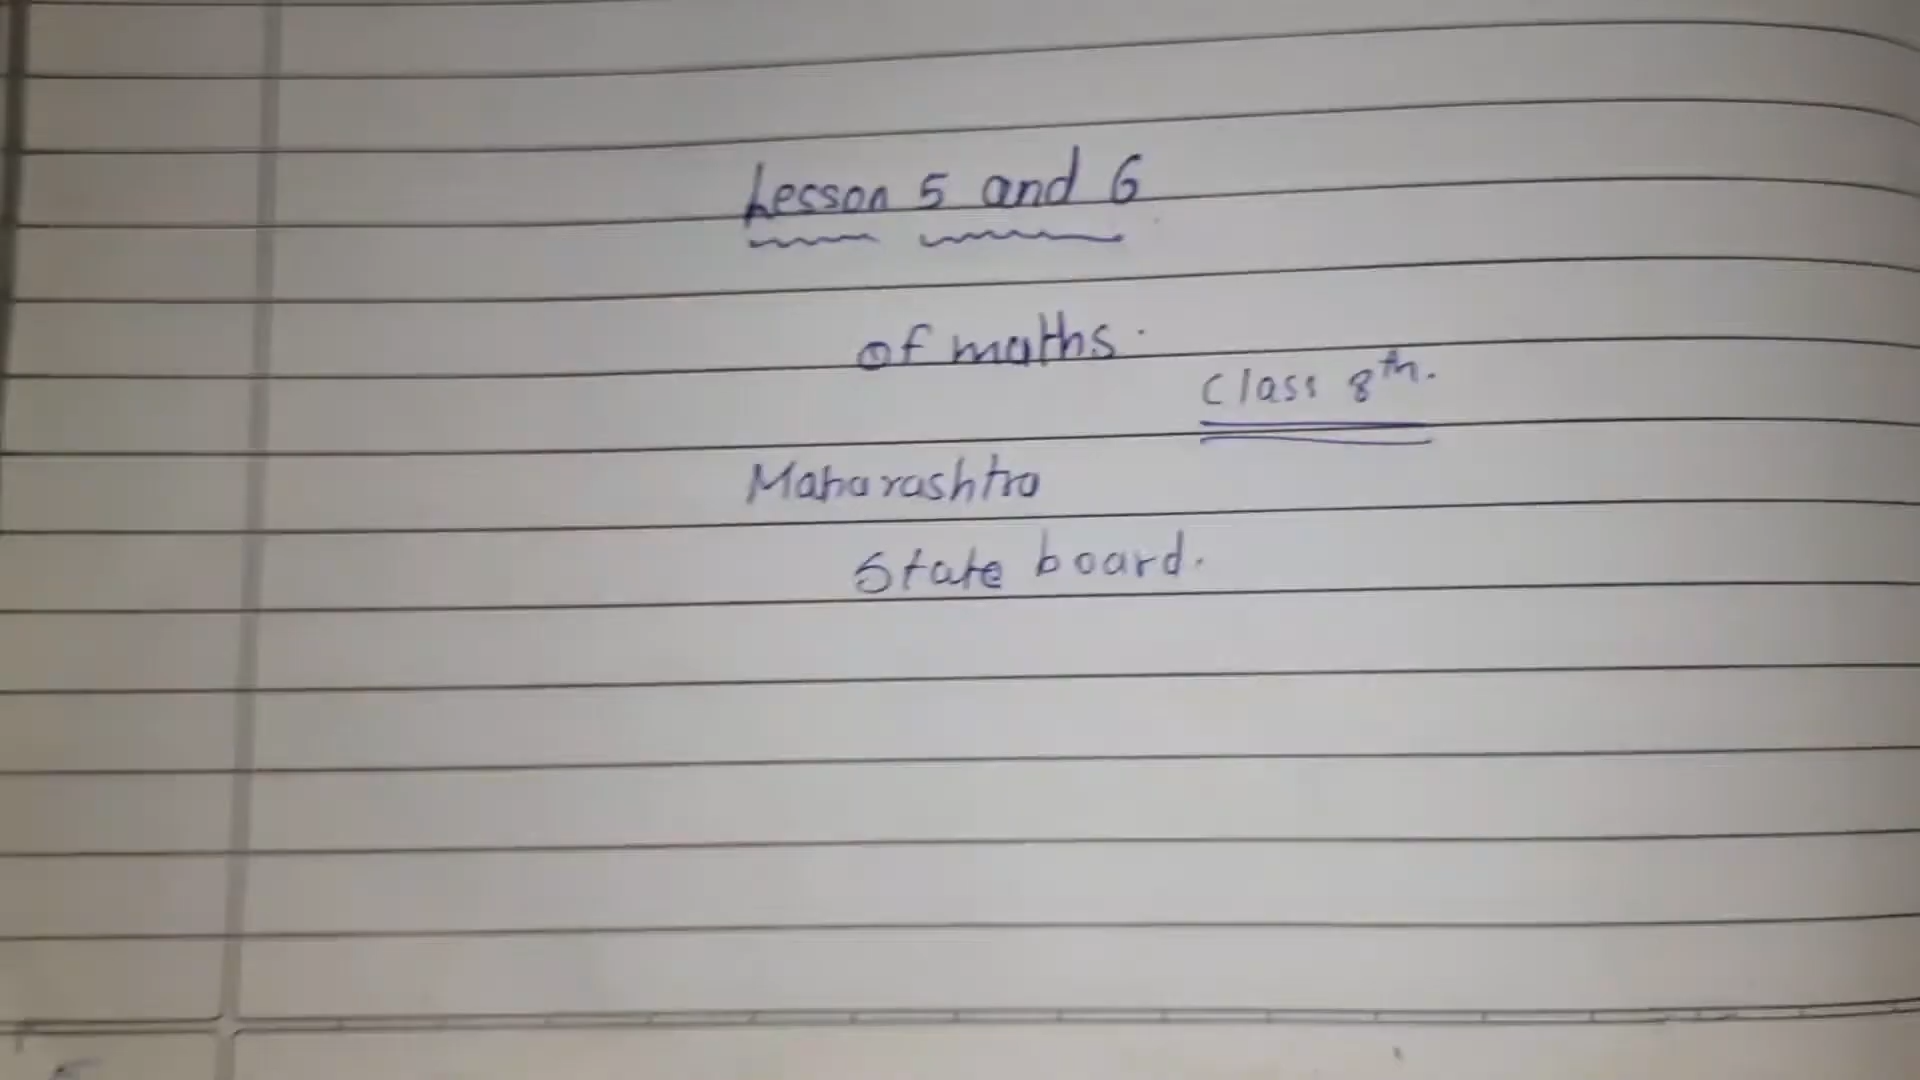 Lesson 5 and 6
of maths.
Class 8th.
Maharashtra
State board.